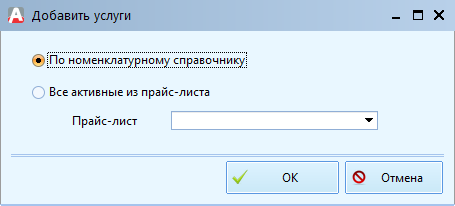 Добавить услуги
По номенклатурному справочнику
Все активные из прайс-листа
Прайс-лист
ОК
Отмена